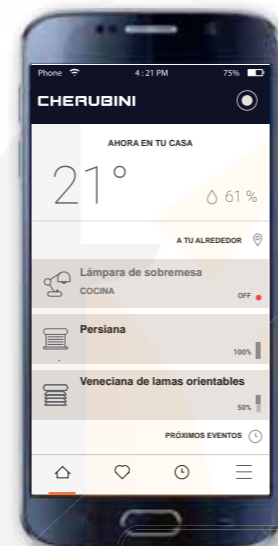 Phone 4:21 PM 75%
CHERUBINI
AHORA EN TU CASA
21° 61 %
A TU ALREDEDOR
Lámpara de sobremesa
COCINA
OFF
Persiana
100%
Veneciana de lamas orientables
50%
PRÓXIMOS EVENTOS